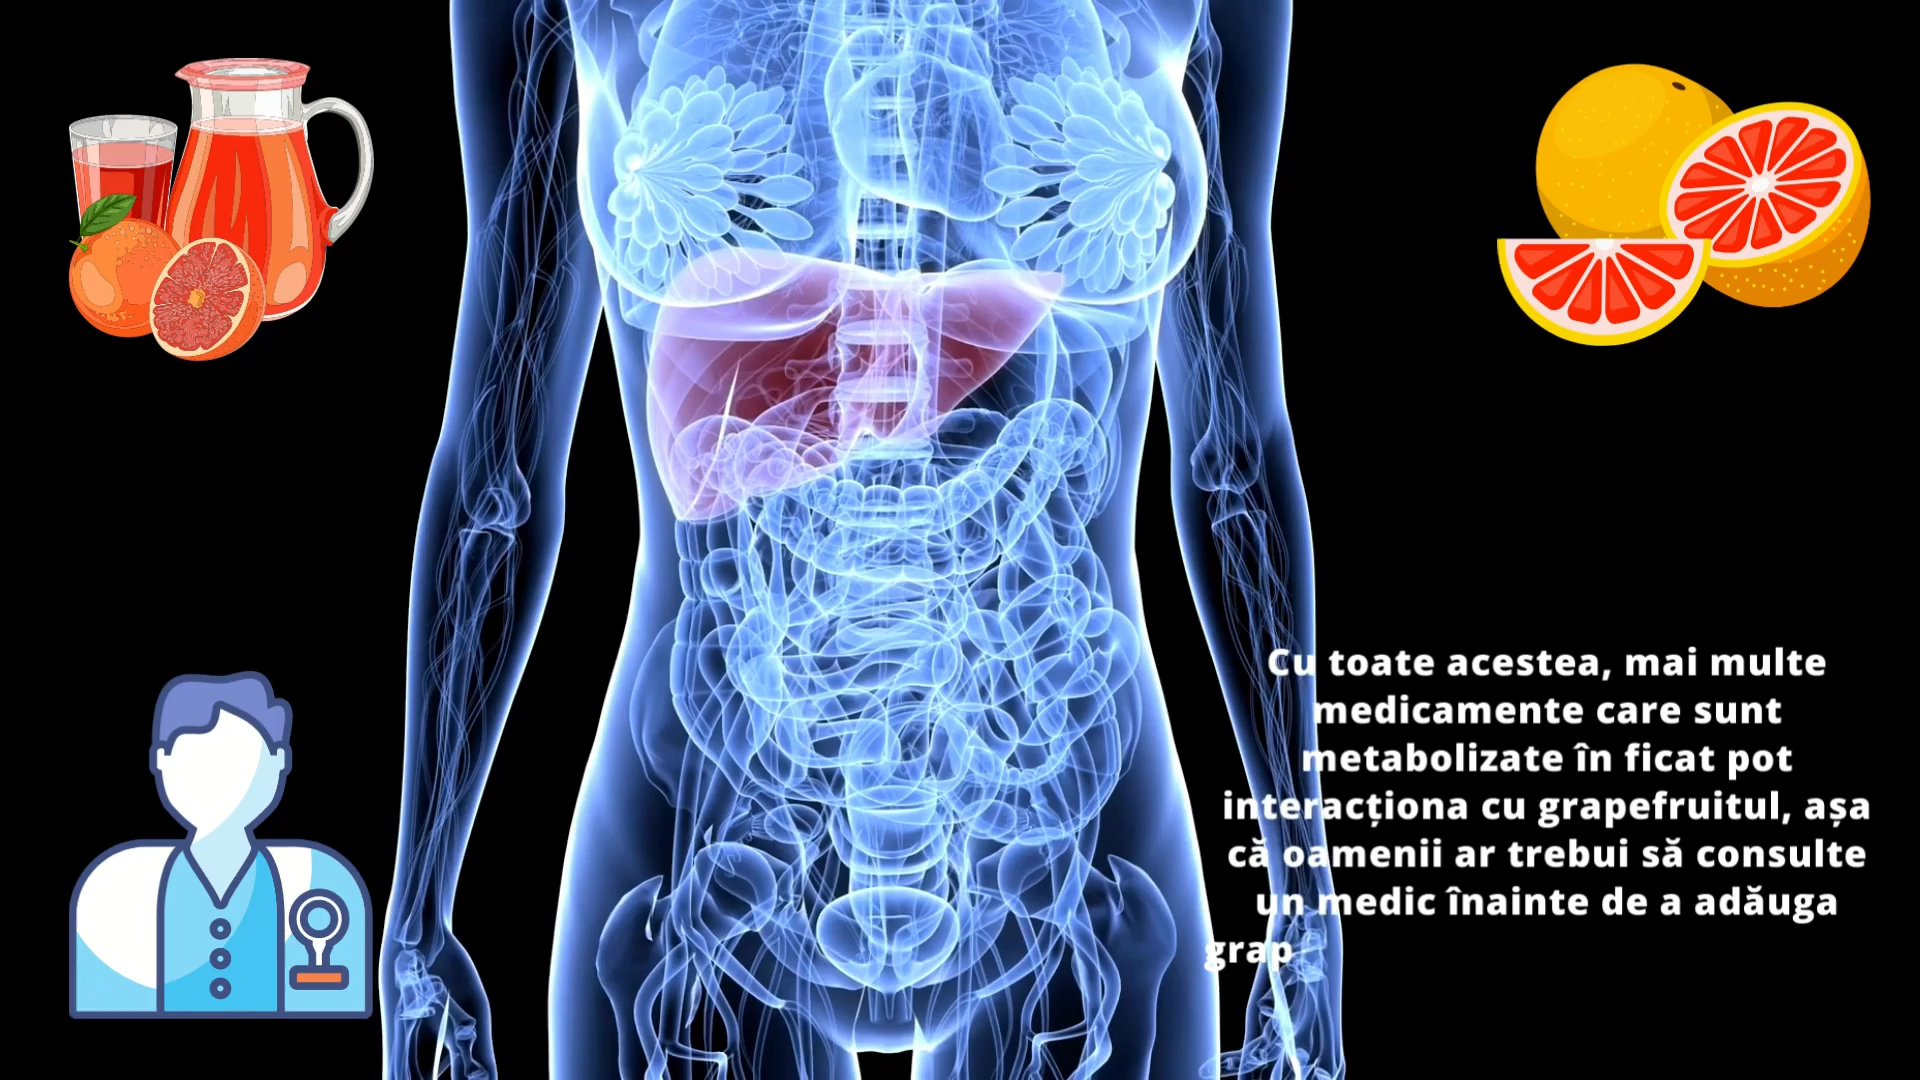 Cu toate acestea, mai multe
medicamente care sunt
metabolizate în ficat pot
interacționa cu grapefruitul, așa
că oamenii ar trebui să consulte
un medic înainte de a adăuga
grap